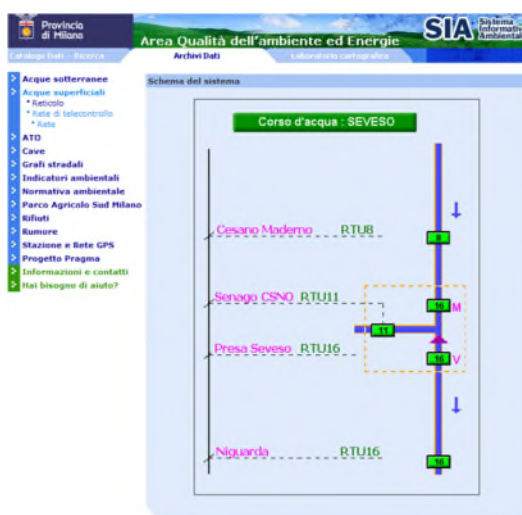 Provincia
di Milano
Area Qualità dell'ambiente ed Energie
SIA Sistema
Informativo
Ambientale
Catalogo Dati - Ricerca
Archivi Dati
Laboratorio cartografico
Acque sotterranee
Acque superficiali
* Reticolo
* Rete di telecontrollo
* Rete
ATO
Cave
Grafi stradali
Indicatori ambientali
Normativa ambientale
Parco Agricolo Sud Milano
Rifiuti
Rumore
Stazione e Rete GPS
Progetto Pragma
Informazioni e contatti
Hai bisogno di aiuto?
Schema del sistema
Corso d'acqua : SEVESO
Cesano Maderno RTU8
Senago CSNO RTU11
16 M
11
Presa Seveso RTU16
16 V
Niguarda RTU16
16